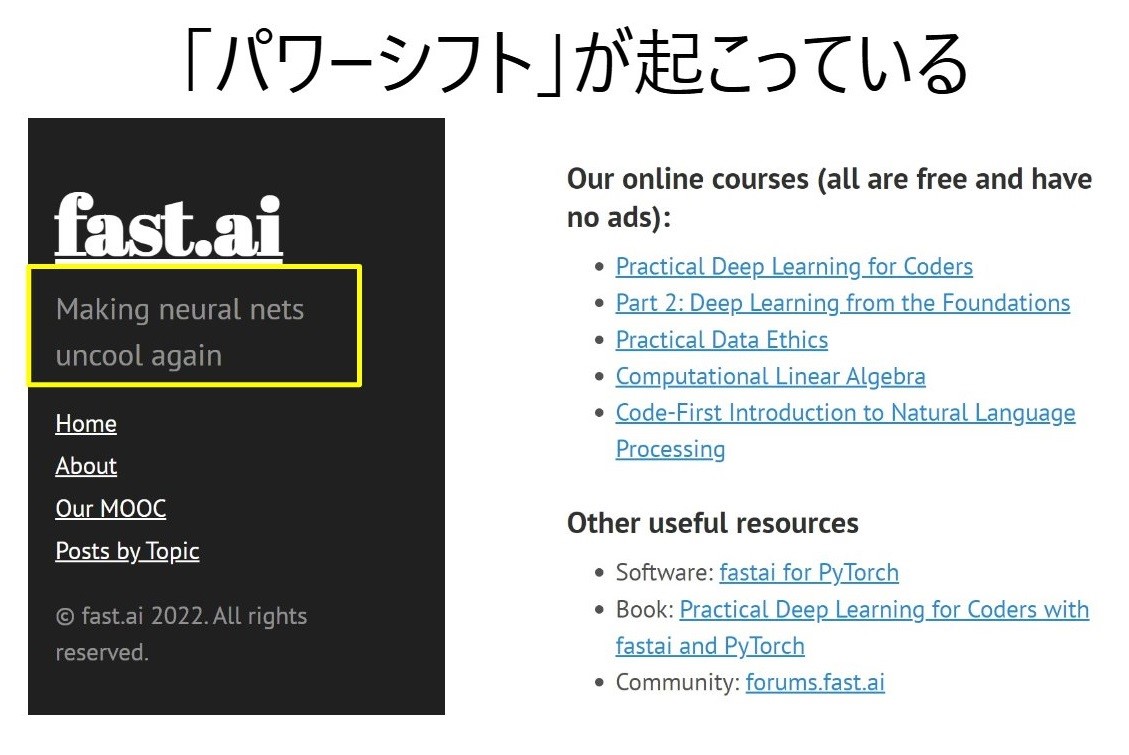 「パワーシフト」が起こっている
fast.ai
Making neural nets
uncool again
Home
About
Our MOOC
Posts by Topic
© fast.ai 2022. All rights
reserved.
Our online courses (all are free and have
no ads):
• Practical Deep Learning for Coders
• Part 2: Deep Learning from the Foundations
• Practical Data Ethics
• Computational Linear Algebra
• Code-First Introduction to Natural Language
Processing
Other useful resources
• Software: fastai for PyTorch
• Book: Practical Deep Learning for Coders with
fastai and PyTorch
• Community: forums.fast.ai